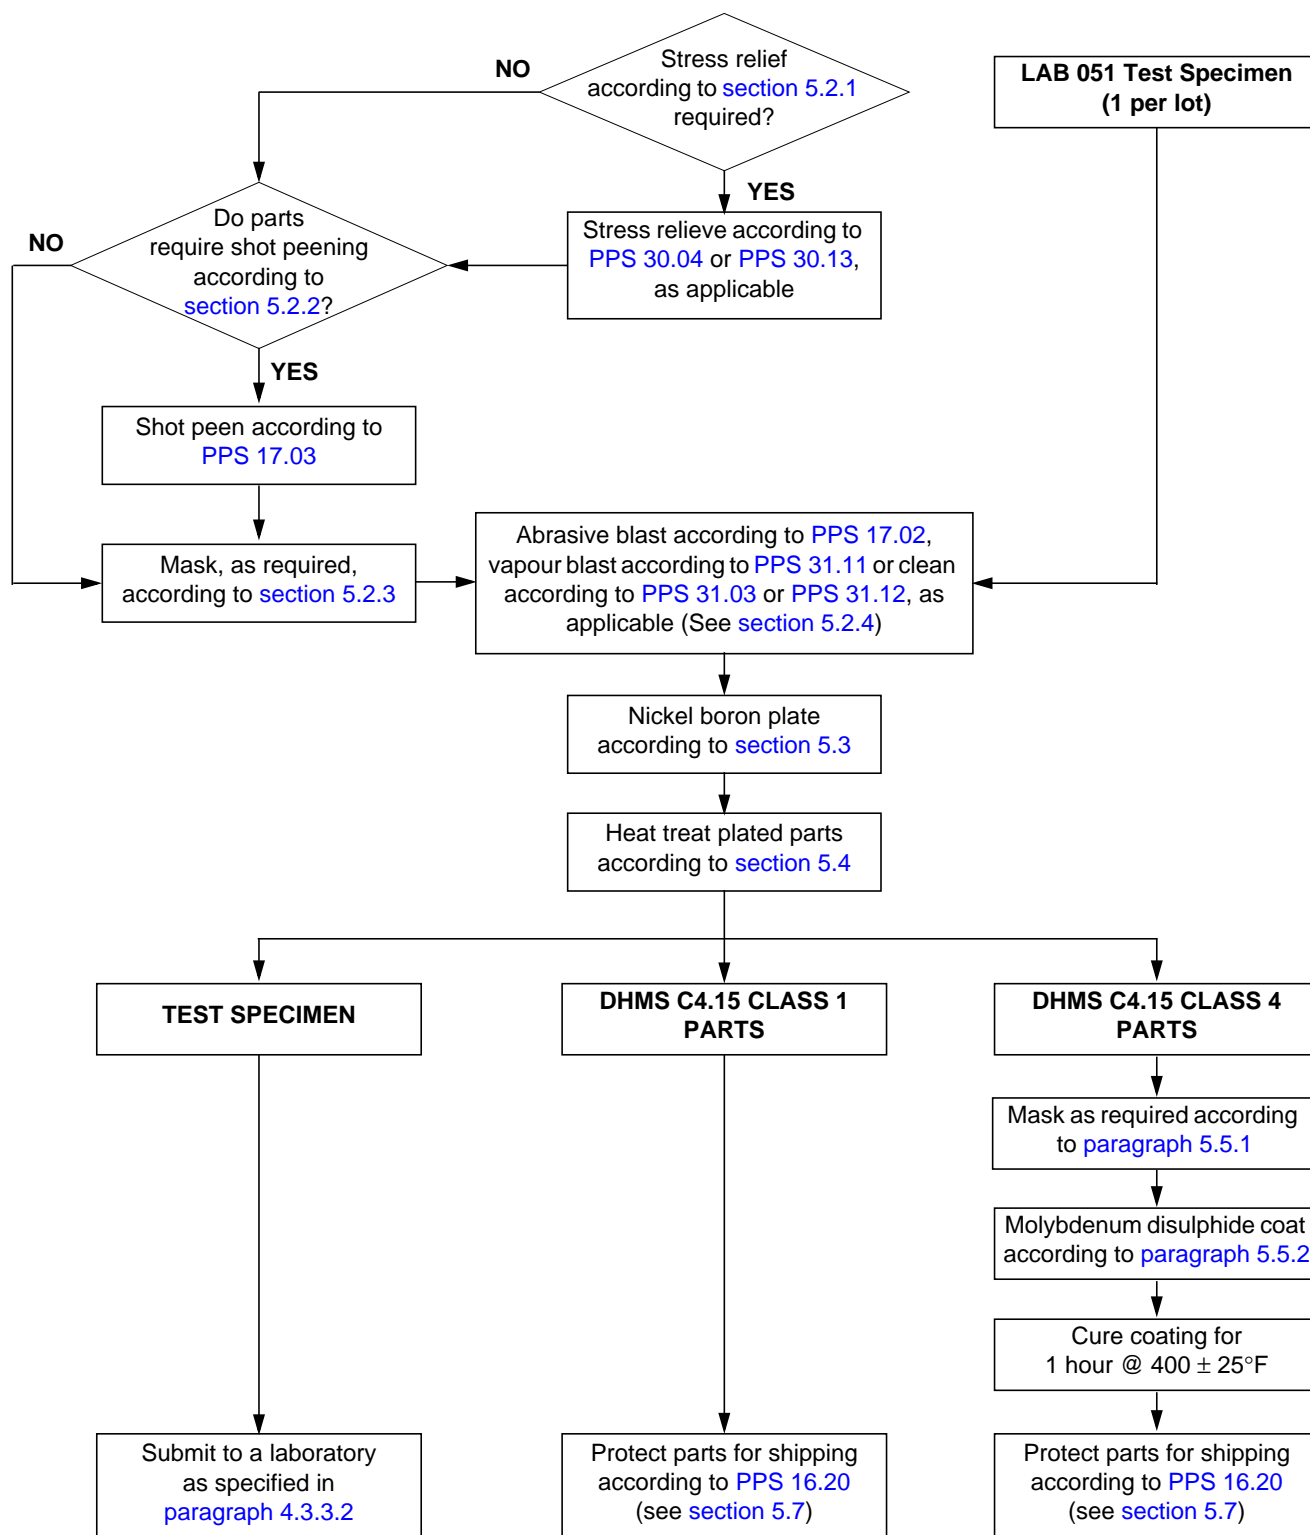 Stress relief
according to section 5.2.1
required?
NO
YES
LAB 051 Test Specimen
(1 per lot)
Do parts
require shot peening
according to
section 5.2.2?
NO
YES
Stress relieve according to
PPS 30.04 or PPS 30.13,
as applicable
Shot peen according to
PPS 17.03
Mask, as required,
according to section 5.2.3
Abrasive blast according to PPS 17.02,
vapour blast according to PPS 31.11 or clean
according to PPS 31.03 or PPS 31.12, as
applicable (See section 5.2.4)
Nickel boron plate
according to section 5.3
Heat treat plated parts
according to section 5.4
TEST SPECIMEN
DHMS C4.15 CLASS 1
PARTS
DHMS C4.15 CLASS 4
PARTS
Mask as required according
to paragraph 5.5.1
Molybdenum disulphide coat
according to paragraph 5.5.2
Cure coating for
1 hour @ 400 ± 25°F
Submit to a laboratory
as specified in
paragraph 4.3.3.2
Protect parts for shipping
according to PPS 16.20
(see section 5.7)
Protect parts for shipping
according to PPS 16.20
(see section 5.7)